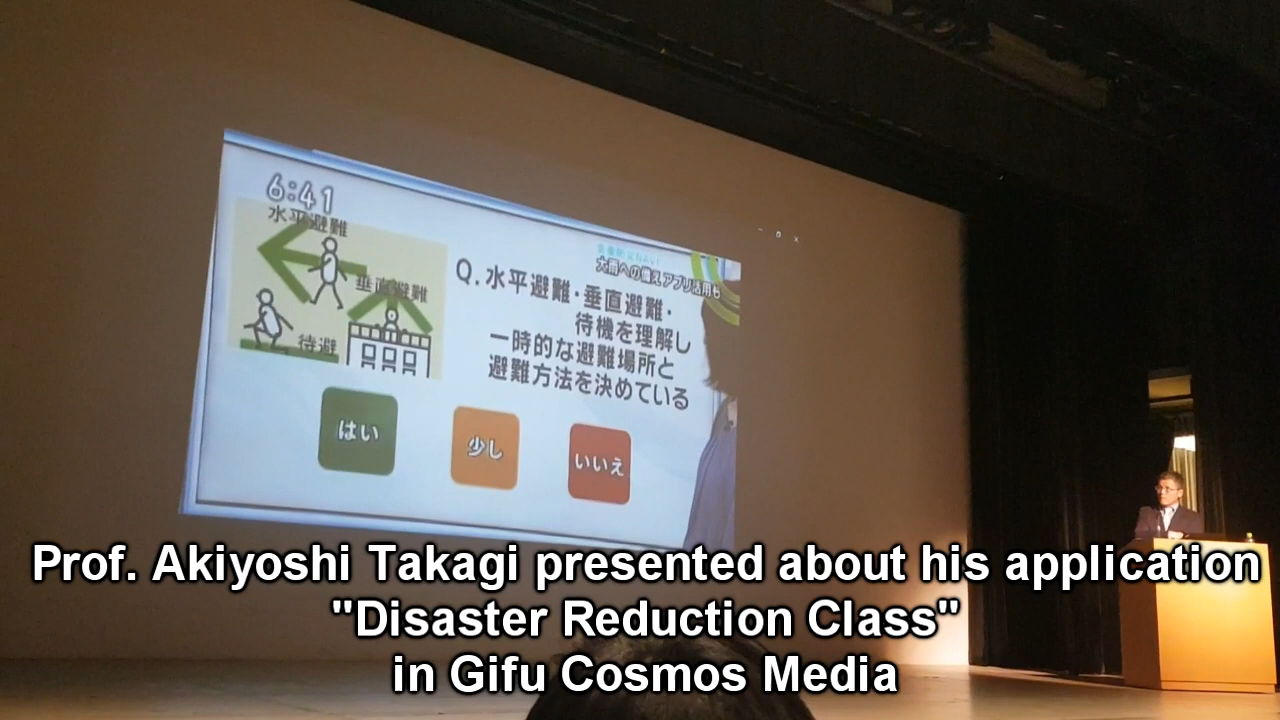 6:41
水平避難
垂直避難
待避
大雨への備え アプリ活用も
Q.水平避難・垂直避難・
待機を理解し
一時的な避難場所と
避難方法を決めている
はい
少し
いいえ
Prof. Akiyoshi Takagi presented about his application
"Disaster Reduction Class"
in Gifu Cosmos Media